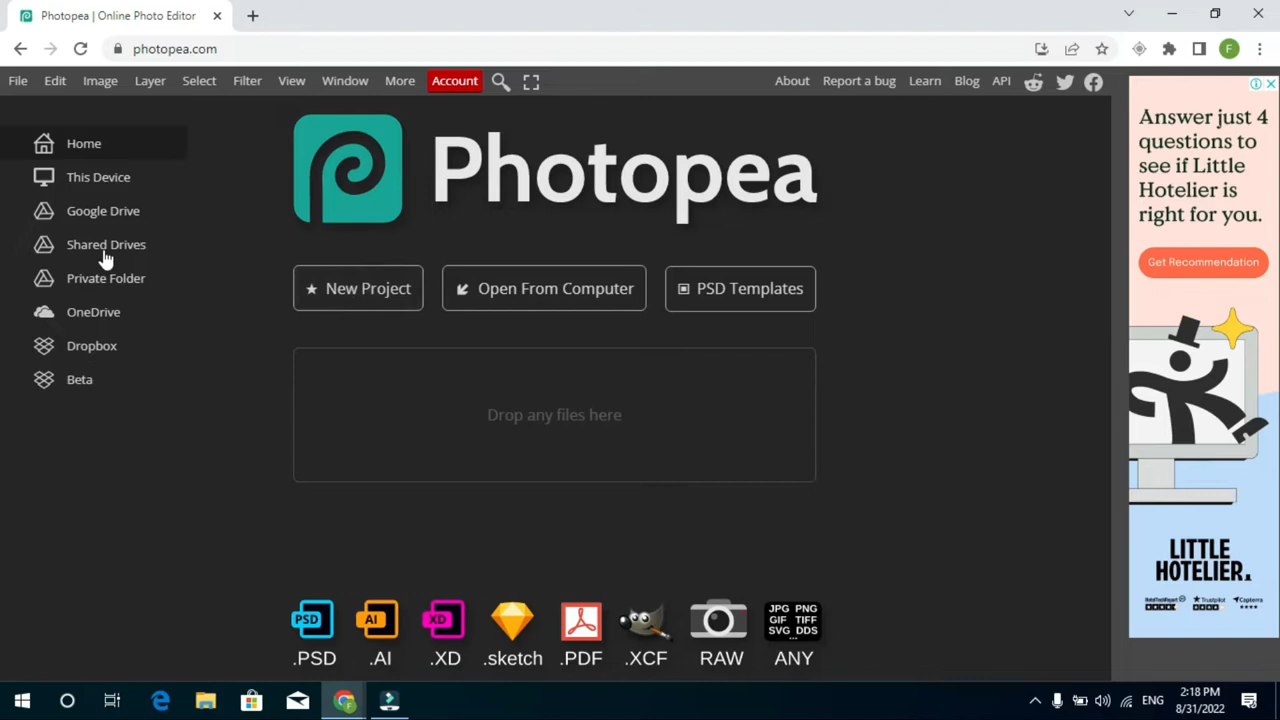 Photopea | Online Photo Editor
photopea.com
F
File Edit Image Layer Select Filter View Window More Account
About Report a bug Learn Blog API
Home
This Device
Google Drive
Shared Drives
Private Folder
OneDrive
Dropbox
Beta
Photopea
New Project
Open From Computer
PSD Templates
Drop any files here
PSD
AI
XD
JPG PNG
GIF TIFF
SVG DDS
...
.PSD
.AI
.XD
.sketch
.PDF
.XCF
RAW
ANY
Answer just 4
questions to
see if Little
Hotelier is
right for you.
Get Recommendation
LITTLE
HOTELIER.
Trustpilot
Capterra
ENG
2:18 PM
8/31/2022